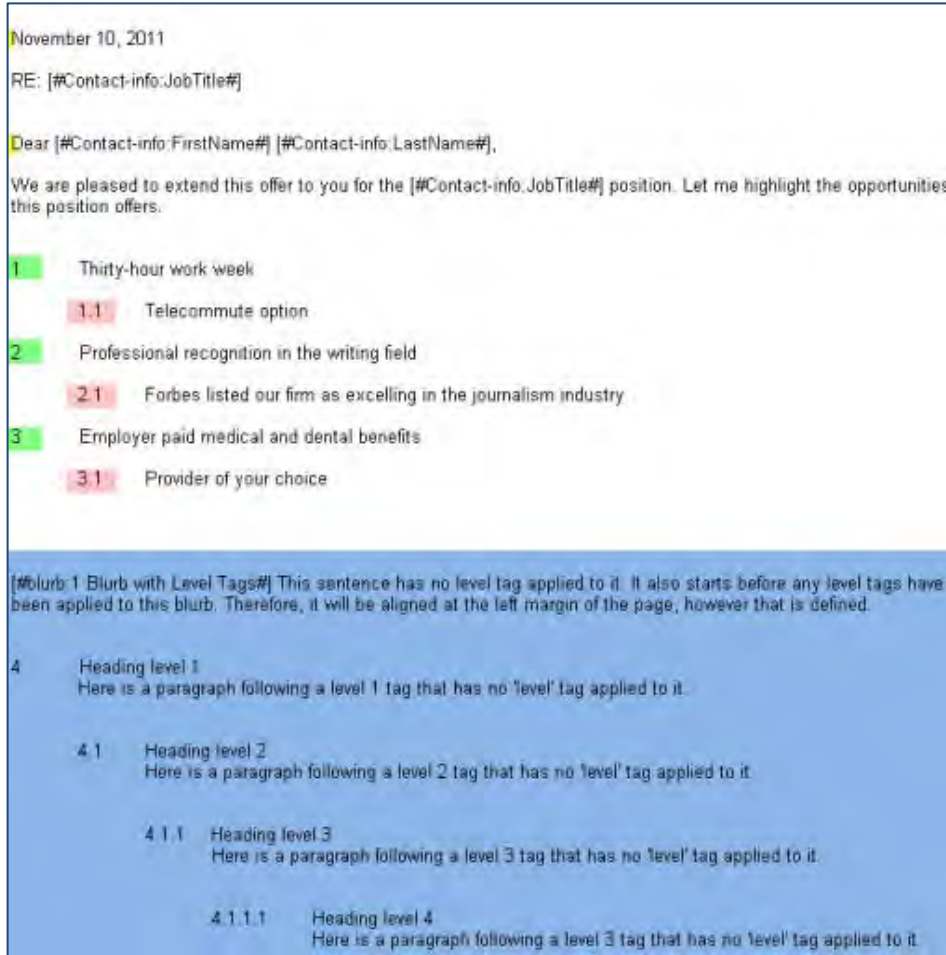 November 10, 2011
RE: [#Contact-info:JobTitle#]
Dear [#Contact-info:FirstName#] [#Contact-info:LastName#],
We are pleased to extend this offer to you for the [#Contact-info:JobTitle#] position. Let me highlight the opportunities
this position offers.
1 Thirty-hour work week
1.1 Telecommute option
2 Professional recognition in the writing field
2.1 Forbes listed our firm as excelling in the journalism industry
3 Employer paid medical and dental benefits
3.1 Provider of your choice
[#blurb:1 Blurb with Level Tags#] This sentence has no level tag applied to it. It also starts before any level tags have
been applied to this blurb. Therefore, it will be aligned at the left margin of the page, however that is defined.
4 Heading level 1
Here is a paragraph following a level 1 tag that has no 'level' tag applied to it.
4.1 Heading level 2
Here is a paragraph following a level 2 tag that has no 'level' tag applied to it
4.1.1 Heading level 3
Here is a paragraph following a level 3 tag that has no 'level' tag applied to it
4.1.1.1 Heading level 4
Here is a paragraph following a level 3 tag that has no 'level' tag applied to it